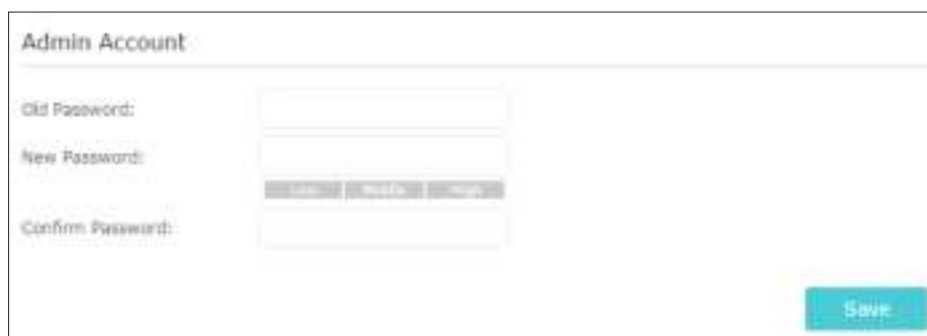 Admin Account
Old Password:
New Password:
Low Middle High
Confirm Password:
Save